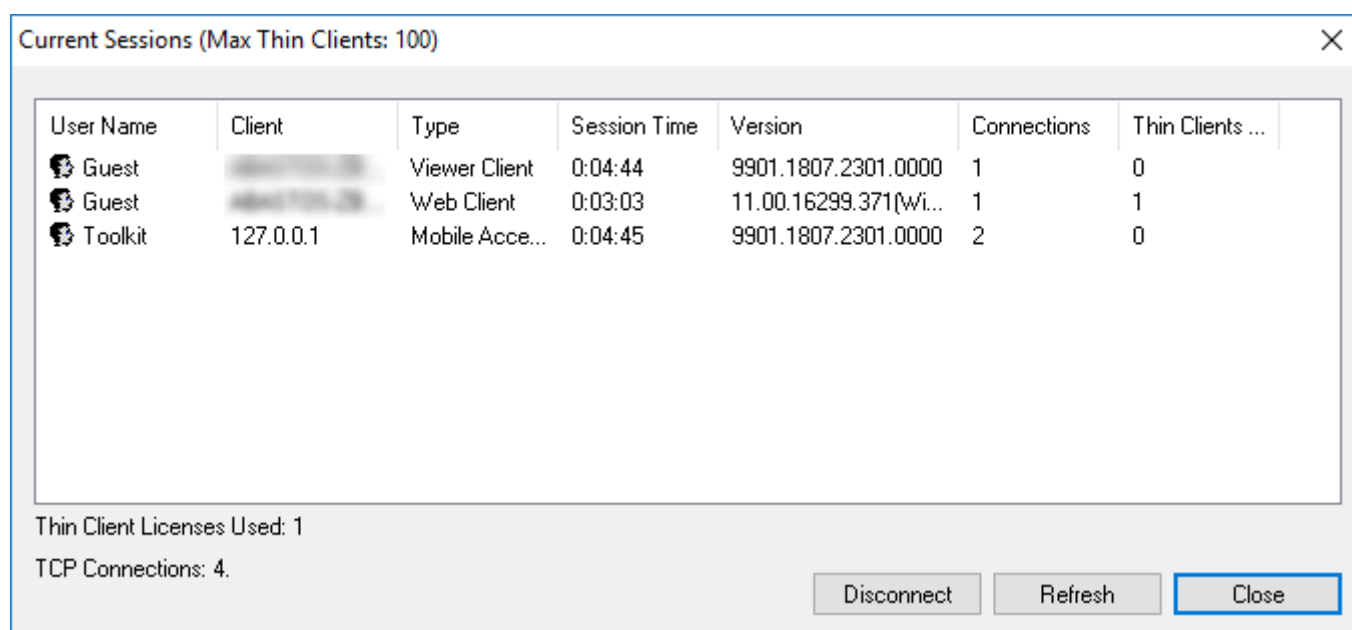 Current Sessions (Max Thin Clients: 100)
User Name Client Type Session Time Version Connections Thin Clients ...
Guest Viewer Client 0:04:44 9901.1807.2301.0000 1 0
Guest Web Client 0:03:03 11.00.16299.371(Wi... 1 1
Toolkit 127.0.0.1 Mobile Acce... 0:04:45 9901.1807.2301.0000 2 0
Thin Client Licenses Used: 1
TCP Connections: 4.
Disconnect Refresh Close